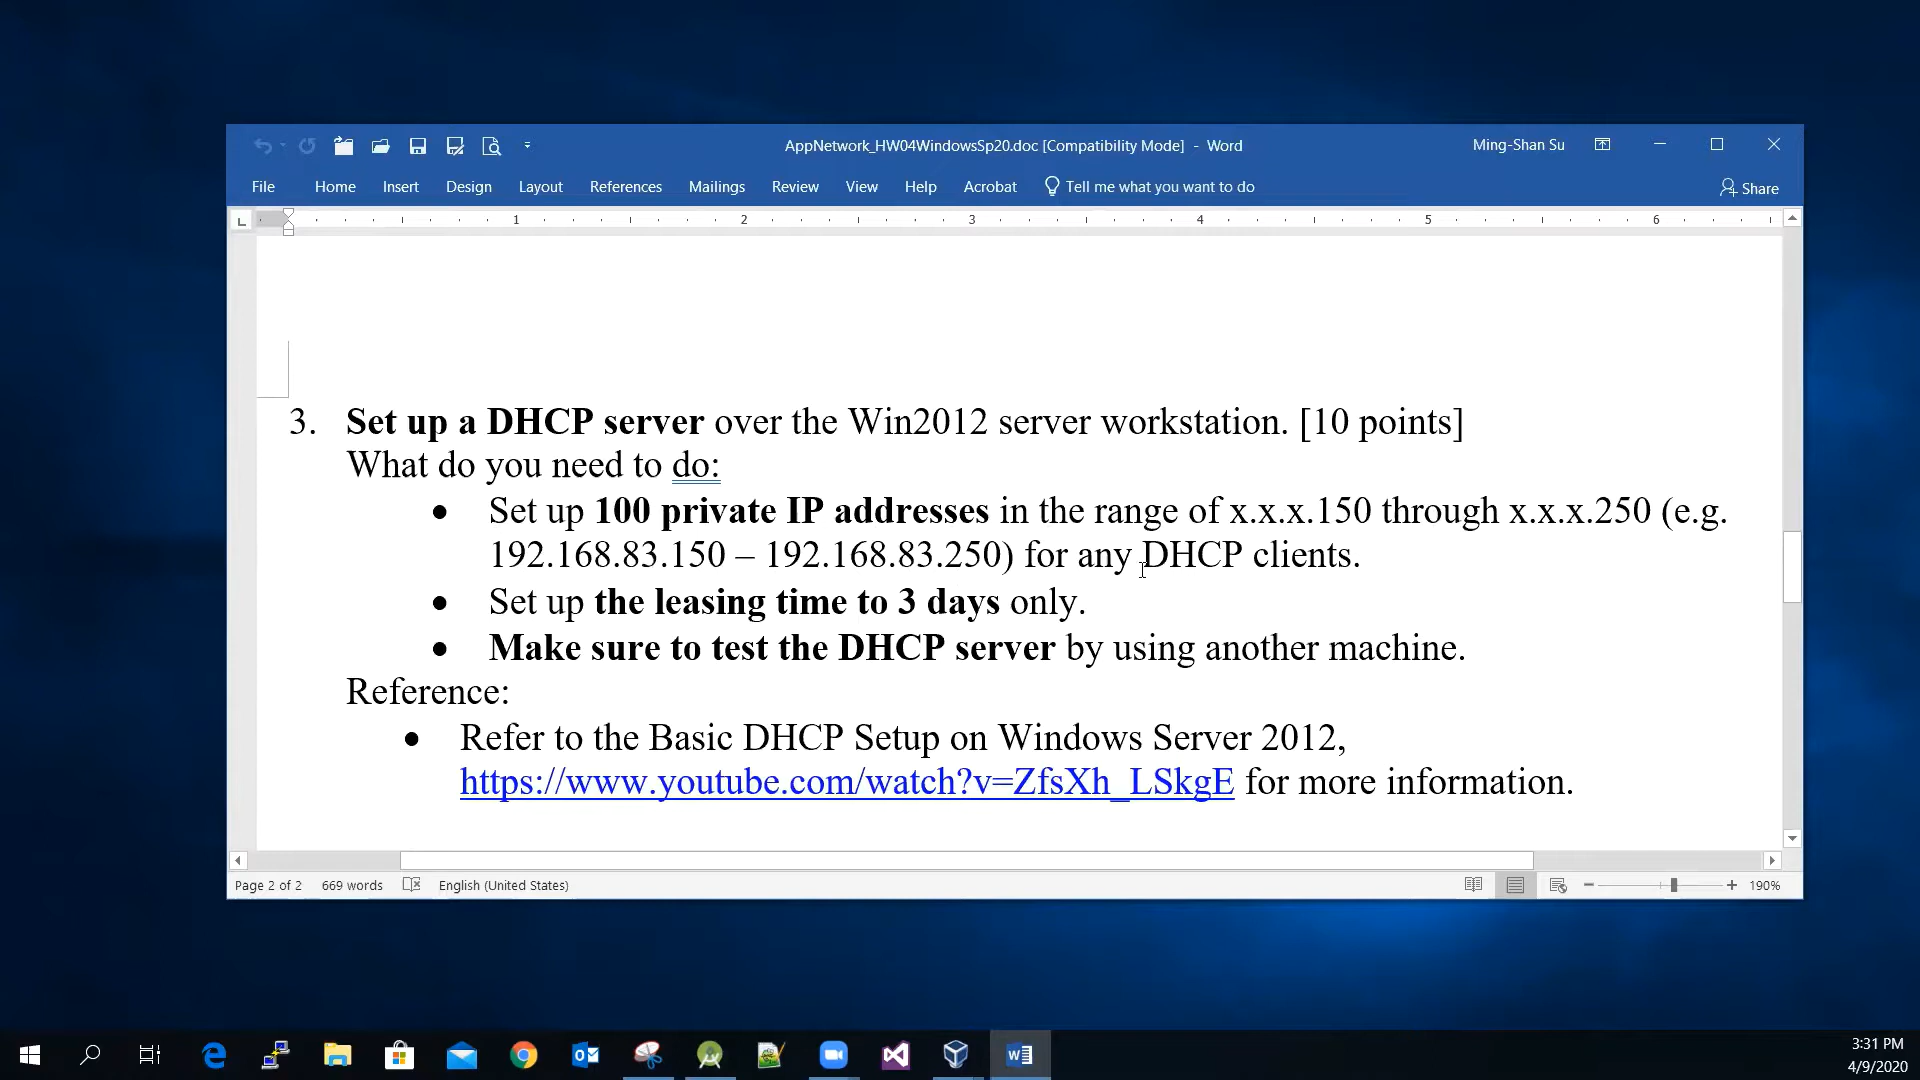 AppNetwork_HW04WindowsSp20.doc [Compatibility Mode] - Word
Ming-Shan Su
File Home Insert Design Layout References Mailings Review View Help Acrobat Tell me what you want to do Share
1 2 3 4 5 6
3. Set up a DHCP server over the Win2012 server workstation. [10 points]
What do you need to do:
• Set up 100 private IP addresses in the range of x.x.x.150 through x.x.x.250 (e.g.
192.168.83.150 – 192.168.83.250) for any DHCP clients.
• Set up the leasing time to 3 days only.
• Make sure to test the DHCP server by using another machine.
Reference:
• Refer to the Basic DHCP Setup on Windows Server 2012,
https://www.youtube.com/watch?v=ZfsXh_LSkgE for more information.
Page 2 of 2 669 words English (United States) 190%
3:31 PM
4/9/2020